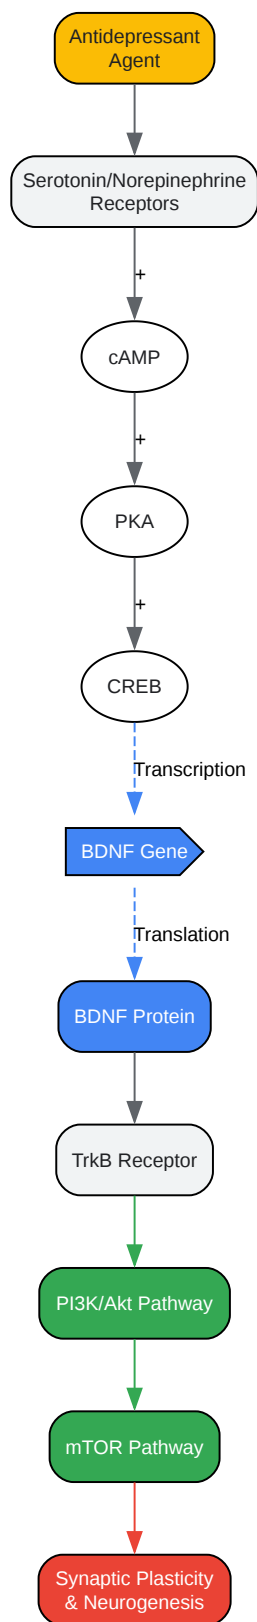 Antidepressant
Agent
Serotonin/Norepinephrine
Receptors
+
cAMP
+
PKA
+
CREB
Transcription
BDNF Gene
Translation
BDNF Protein
TrkB Receptor
PI3K/Akt Pathway
mTOR Pathway
Synaptic Plasticity
& Neurogenesis